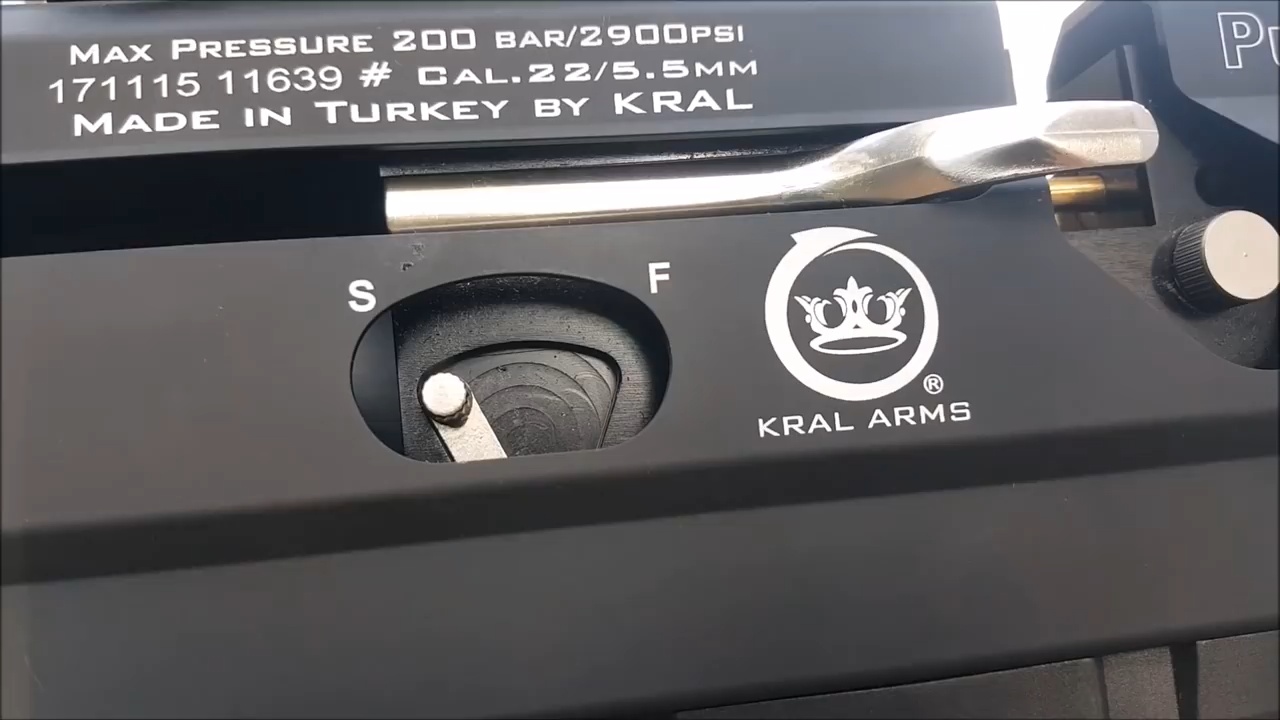 MAX PRESSURE 200 BAR/2900PSI
171115 11639 # CAL.22/5.5MM
MADE IN TURKEY BY KRAL
S
F
®
KRAL ARMS